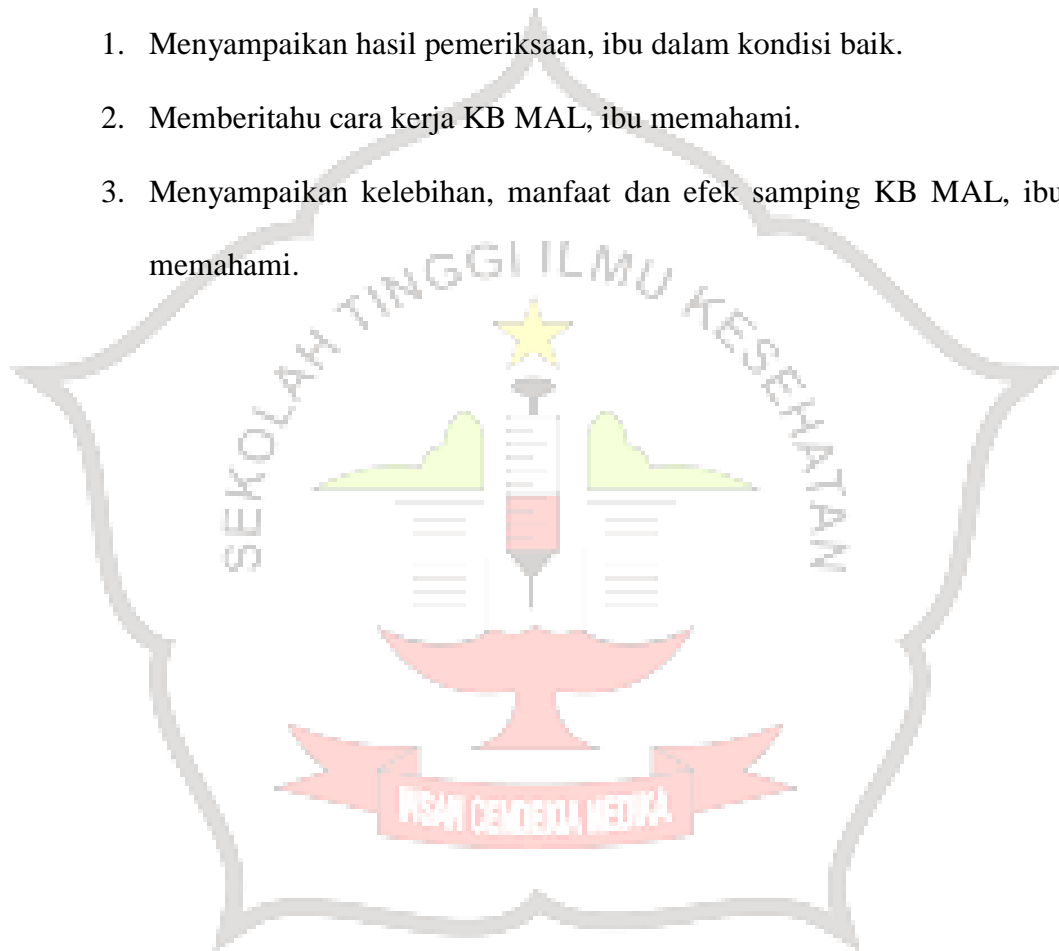 1. Menyampaikan hasil pemeriksaan, ibu dalam kondisi baik.
2. Memberitahu cara kerja KB MAL, ibu memahami.
3. Menyampaikan kelebihan, manfaat dan efek samping KB MAL, ibu
memahami.
SEKOLAH TINGGI ILMU KESEHATAN
INSAN CENDEKIA MEDIKA